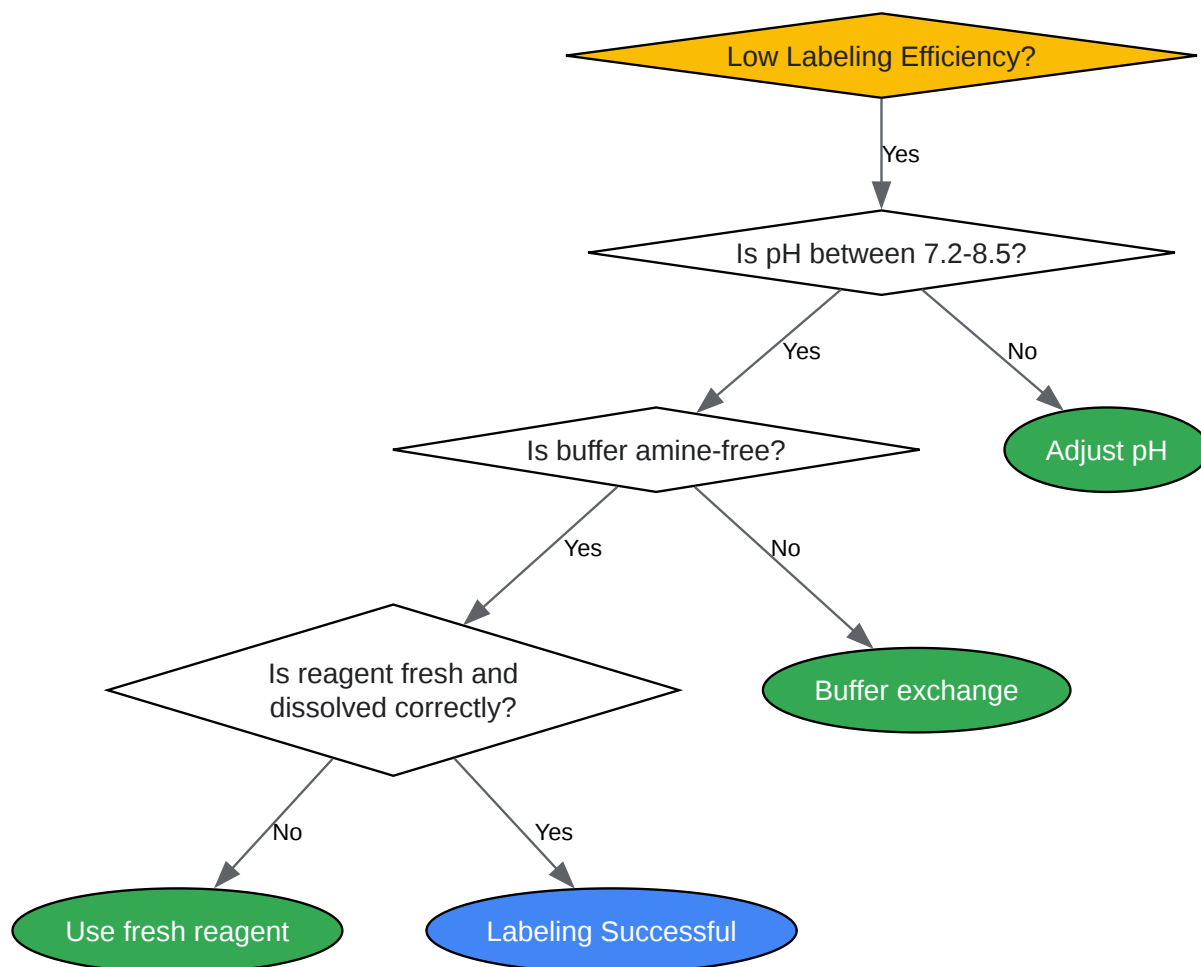 Low Labeling Efficiency?
Yes
Is pH between 7.2-8.5?
Yes
No
Is buffer amine-free?
Adjust pH
Yes
No
Is reagent fresh and
dissolved correctly?
Buffer exchange
No
Yes
Use fresh reagent
Labeling Successful